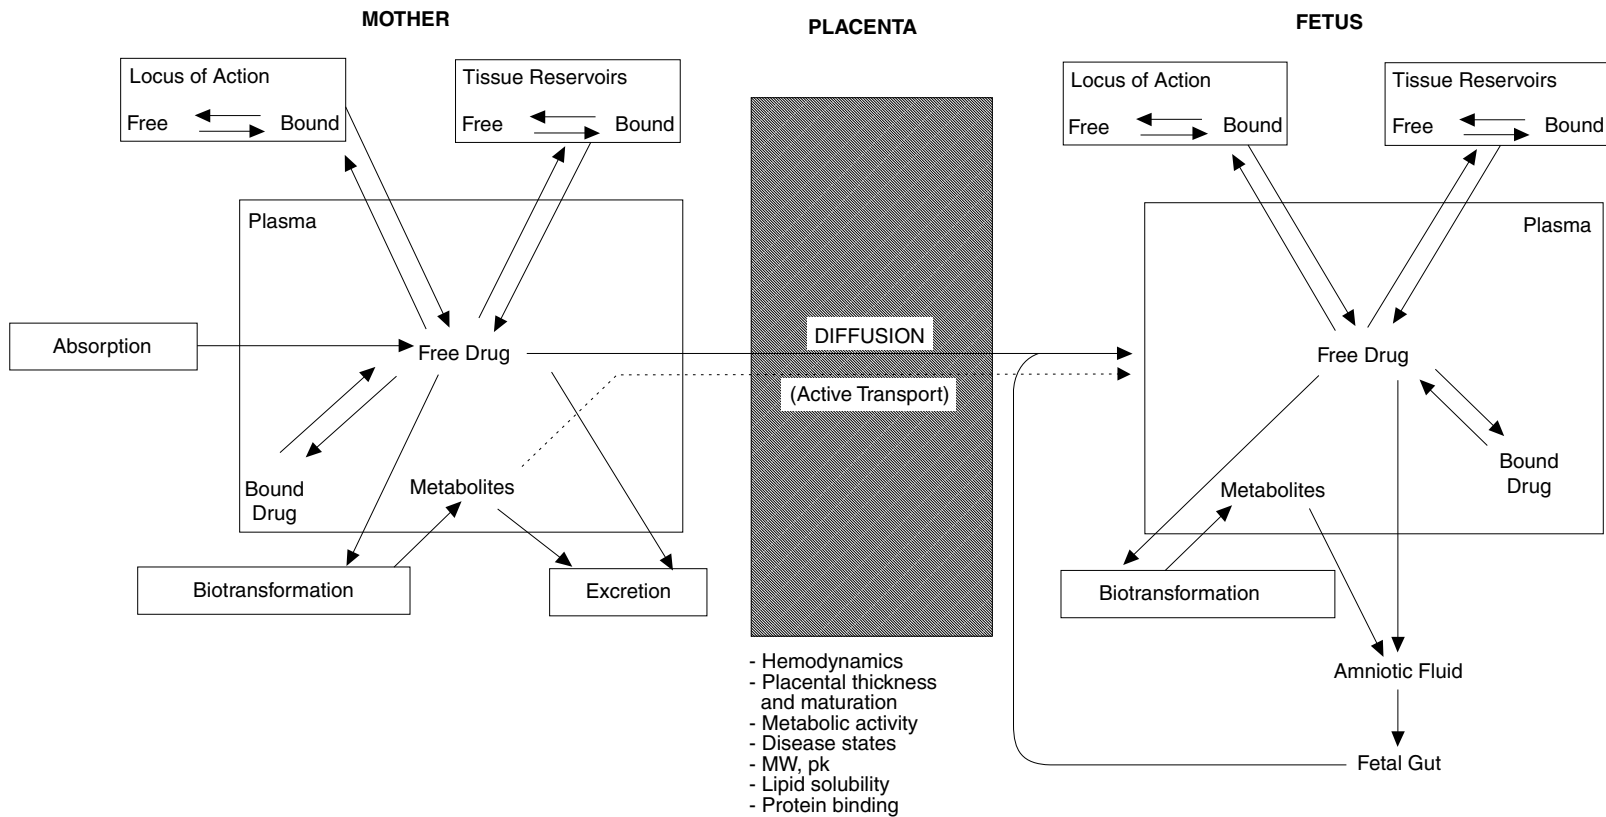 MOTHER
PLACENTA
FETUS
Locus of Action
Free
Bound
Tissue Reservoirs
Free
Bound
Locus of Action
Free
Bound
Tissue Reservoirs
Free
Bound
Plasma
Plasma
Absorption
Free Drug
DIFFUSION
(Active Transport)
Free Drug
Bound
Drug
Metabolites
Biotransformation
Excretion
Metabolites
Bound
Drug
Biotransformation
Amniotic Fluid
Fetal Gut
- Hemodynamics
- Placental thickness
and maturation
- Metabolic activity
- Disease states
- MW, pk
- Lipid solubility
- Protein binding